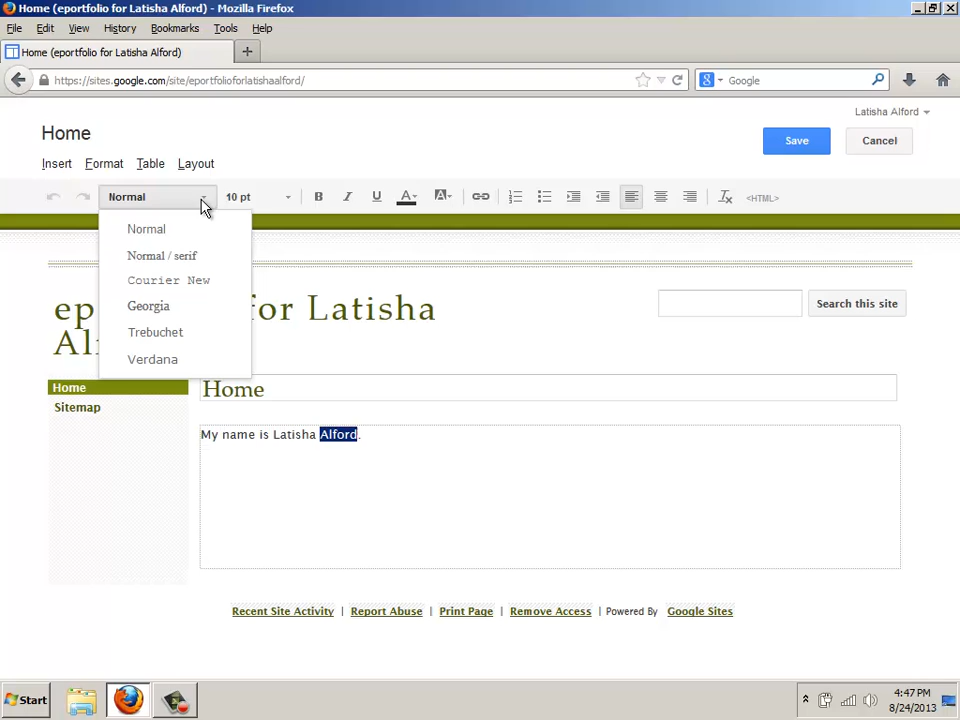 Home (eportfolio for Latisha Alford) - Mozilla Firefox
File Edit View History Bookmarks Tools Help
Home (eportfolio for Latisha Alford)
https://sites.google.com/site/eportfolioforlatishaalford/
Google
Latisha Alford
Home
Save Cancel
Insert Format Table Layout
Normal 10 pt B I U A A <HTML>
Normal
Normal / serif
Courier New
Georgia
Trebuchet
Verdana
ep for Latisha
Al
Search this site
Home
Sitemap
Home
My name is Latisha Alford.
Recent Site Activity | Report Abuse | Print Page | Remove Access | Powered By Google Sites
Start
4:47 PM
8/24/2013